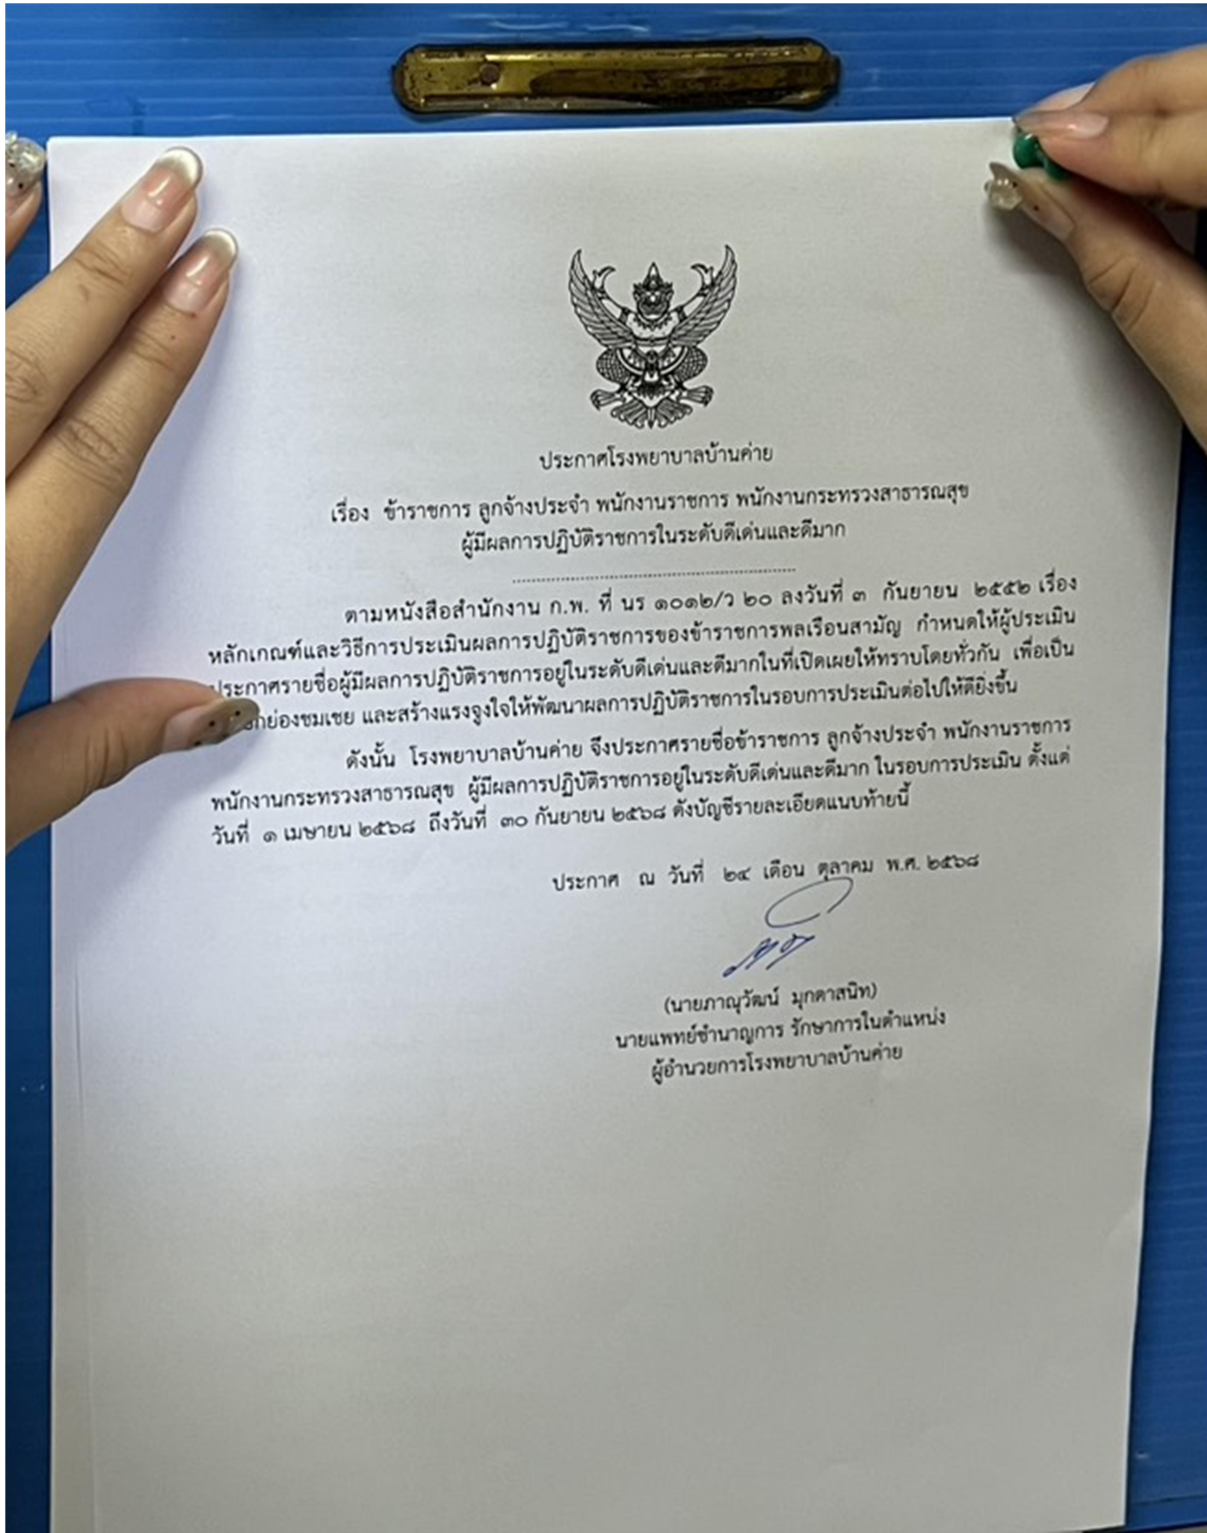 ประกาศโรงพยาบาลบ้านค่าย
เรื่อง ข้าราชการ ลูกจ้างประจำ พนักงานราชการ พนักงานกระทรวงสาธารณสุข
ผู้มีผลการปฏิบัติราชการในระดับดีเด่นและดีมาก
ตามหนังสือสำนักงาน ก.พ. ที่ นร ๑๐๑๒/ว ๒๐ ลงวันที่ ๓ กันยายน ๒๕๕๒ เรื่อง
หลักเกณฑ์และวิธีการประเมินผลการปฏิบัติราชการของข้าราชการพลเรือนสามัญ กำหนดให้ผู้ประเมิน
ประกาศรายชื่อผู้มีผลการปฏิบัติราชการอยู่ในระดับดีเด่นและดีมากในที่เปิดเผยให้ทราบโดยทั่วกัน เพื่อเป็น
กย่องชมเชย และสร้างแรงจูงใจให้พัฒนาผลการปฏิบัติราชการในรอบการประเมินต่อไปให้ดียิ่งขึ้น
ดังนั้น โรงพยาบาลบ้านค่าย จึงประกาศรายชื่อข้าราชการ ลูกจ้างประจำ พนักงานราชการ
พนักงานกระทรวงสาธารณสุข ผู้มีผลการปฏิบัติราชการอยู่ในระดับดีเด่นและดีมาก ในรอบการประเมิน ตั้งแต่
วันที่ ๑ เมษายน ๒๕๖๘ ถึงวันที่ ๓๐ กันยายน ๒๕๖๘ ดังบัญชีรายละเอียดแนบท้ายนี้
ประกาศ ณ วันที่ ๒๔ เดือน ตุลาคม พ.ศ. ๒๕๖๘
(นายภาณุวัฒน์ มุกดาสนิท)
นายแพทย์ชำนาญการ รักษาการในตำแหน่ง
ผู้อำนวยการโรงพยาบาลบ้านค่าย